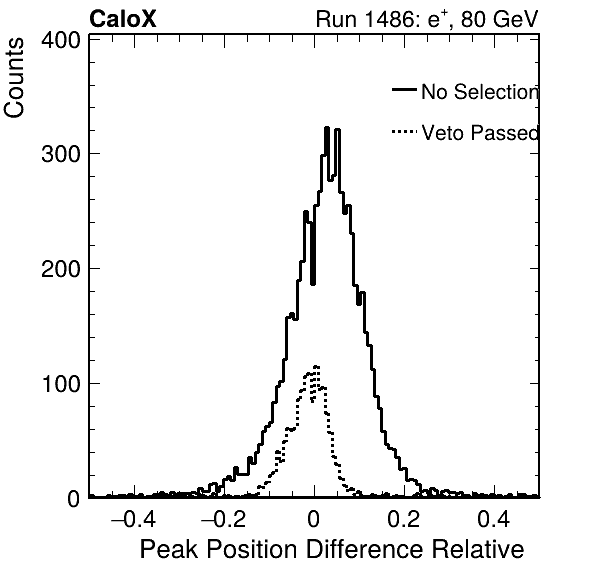 CaloX Run 1486: e⁺, 80 GeV
Counts
400
300
200
100
0
No Selection
Veto Passed
−0.4 −0.2 0 0.2 0.4
Peak Position Difference Relative